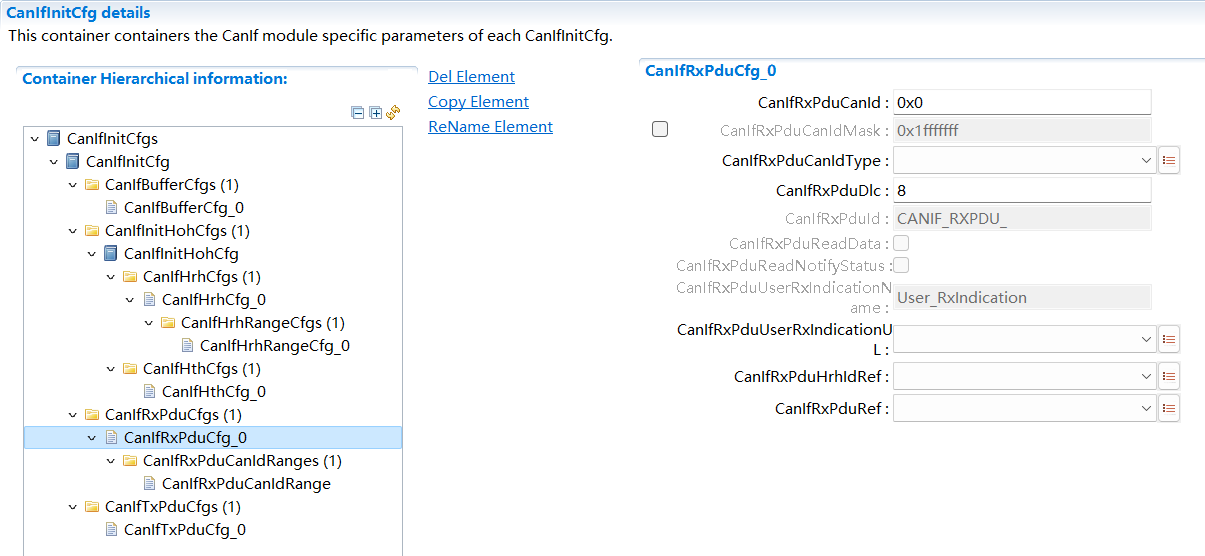 CanIfInitCfg details
This container containers the CanIf module specific parameters of each CanIfInitCfg.
Container Hierarchical information:
CanIfInitCfgs
CanIfInitCfg
CanIfBufferCfgs (1)
CanIfBufferCfg_0
CanIfInitHohCfgs (1)
CanIfInitHohCfg
CanIfHrhCfgs (1)
CanIfHrhCfg_0
CanIfHrhRangeCfgs (1)
CanIfHrhRangeCfg_0
CanIfHthCfgs (1)
CanIfHthCfg_0
CanIfRxPduCfgs (1)
CanIfRxPduCfg_0
CanIfRxPduCanIdRanges (1)
CanIfRxPduCanIdRange
CanIfTxPduCfgs (1)
CanIfTxPduCfg_0
Del Element
Copy Element
ReName Element
CanIfRxPduCfg_0
CanIfRxPduCanId : 0x0
CanIfRxPduCanIdMask : 0x1fffffff
CanIfRxPduCanIdType :
CanIfRxPduDlc : 8
CanIfRxPduId : CANIF_RXPDU_
CanIfRxPduReadData :
CanIfRxPduReadNotifyStatus :
CanIfRxPduUserRxIndicationN
ame : User_RxIndication
CanIfRxPduUserRxIndicationU
L :
CanIfRxPduHrhIdRef :
CanIfRxPduRef :